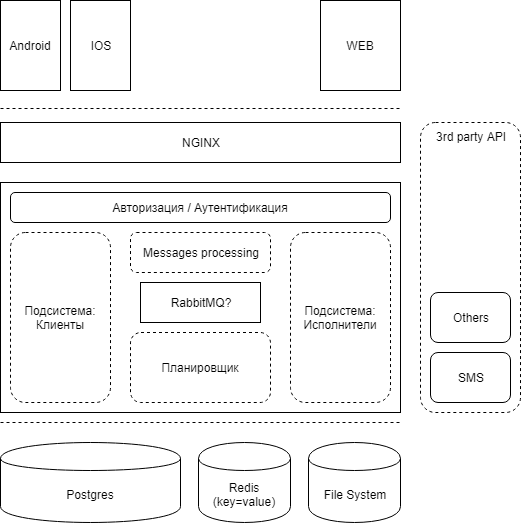 Android
IOS
WEB
NGINX
3rd party API
Авторизация / Аутентификация
Messages processing
RabbitMQ?
Подсистема:
Клиенты
Подсистема:
Исполнители
Планировщик
Others
SMS
Postgres
Redis
(key=value)
File System